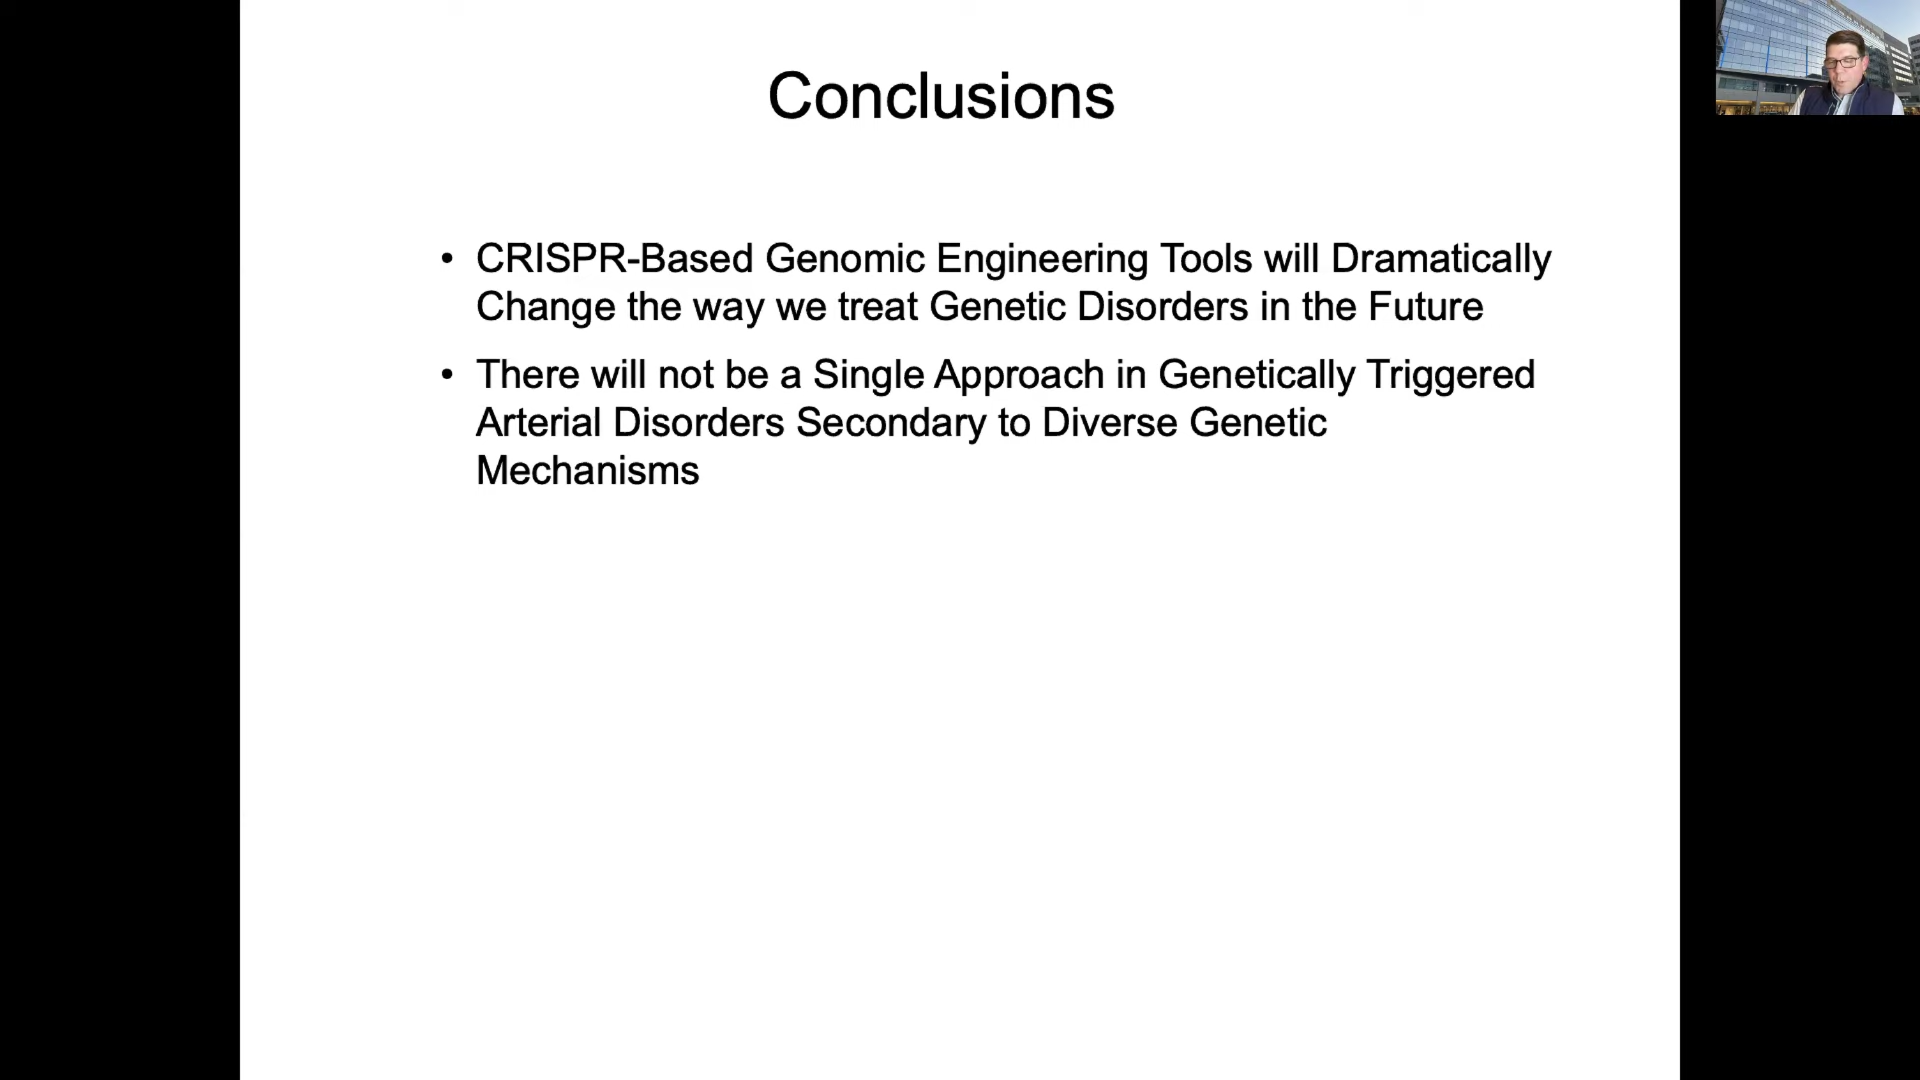 Conclusions
• CRISPR-Based Genomic Engineering Tools will Dramatically
Change the way we treat Genetic Disorders in the Future
• There will not be a Single Approach in Genetically Triggered
Arterial Disorders Secondary to Diverse Genetic
Mechanisms